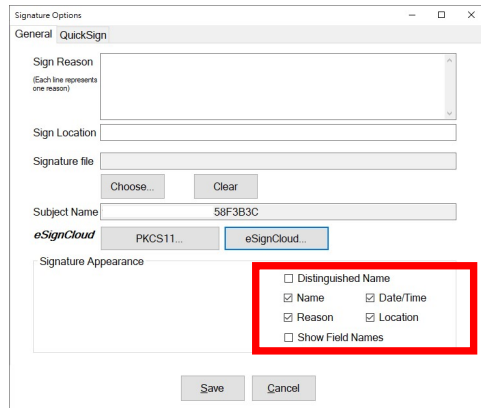 Signature Options
General QuickSign
Sign Reason
(Each line represents
one reason)
Sign Location
Signature file
Choose... Clear
Subject Name 58F3B3C
eSignCloud PKCS11... eSignCloud...
Signature Appearance
Distinguished Name
Name Date/Time
Reason Location
Show Field Names
Save Cancel